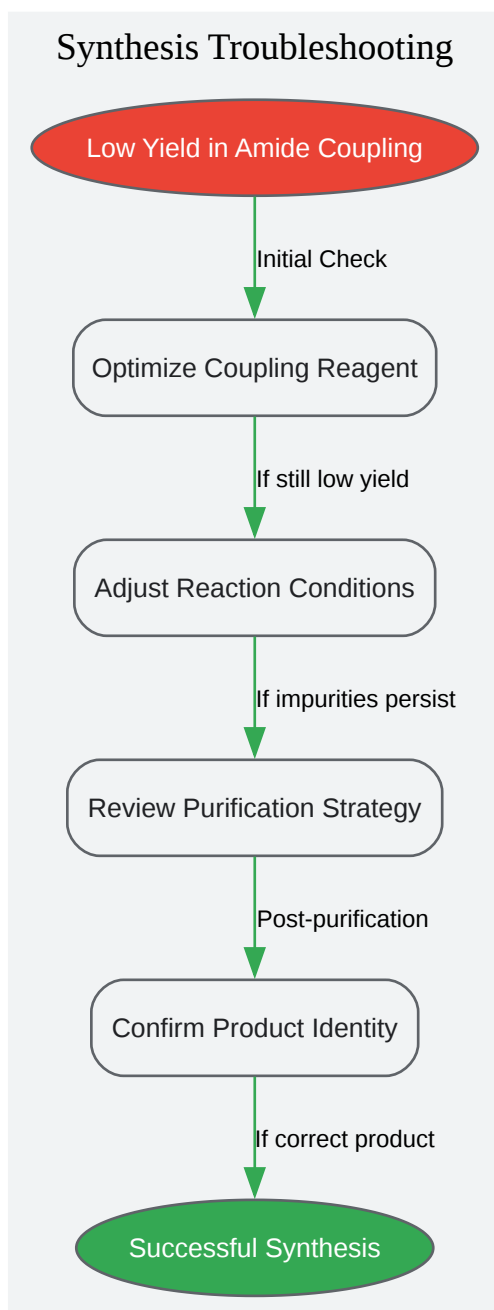 Synthesis Troubleshooting
Low Yield in Amide Coupling
Initial Check
Optimize Coupling Reagent
If still low yield
Adjust Reaction Conditions
If impurities persist
Review Purification Strategy
Post-purification
Confirm Product Identity
If correct product
Successful Synthesis